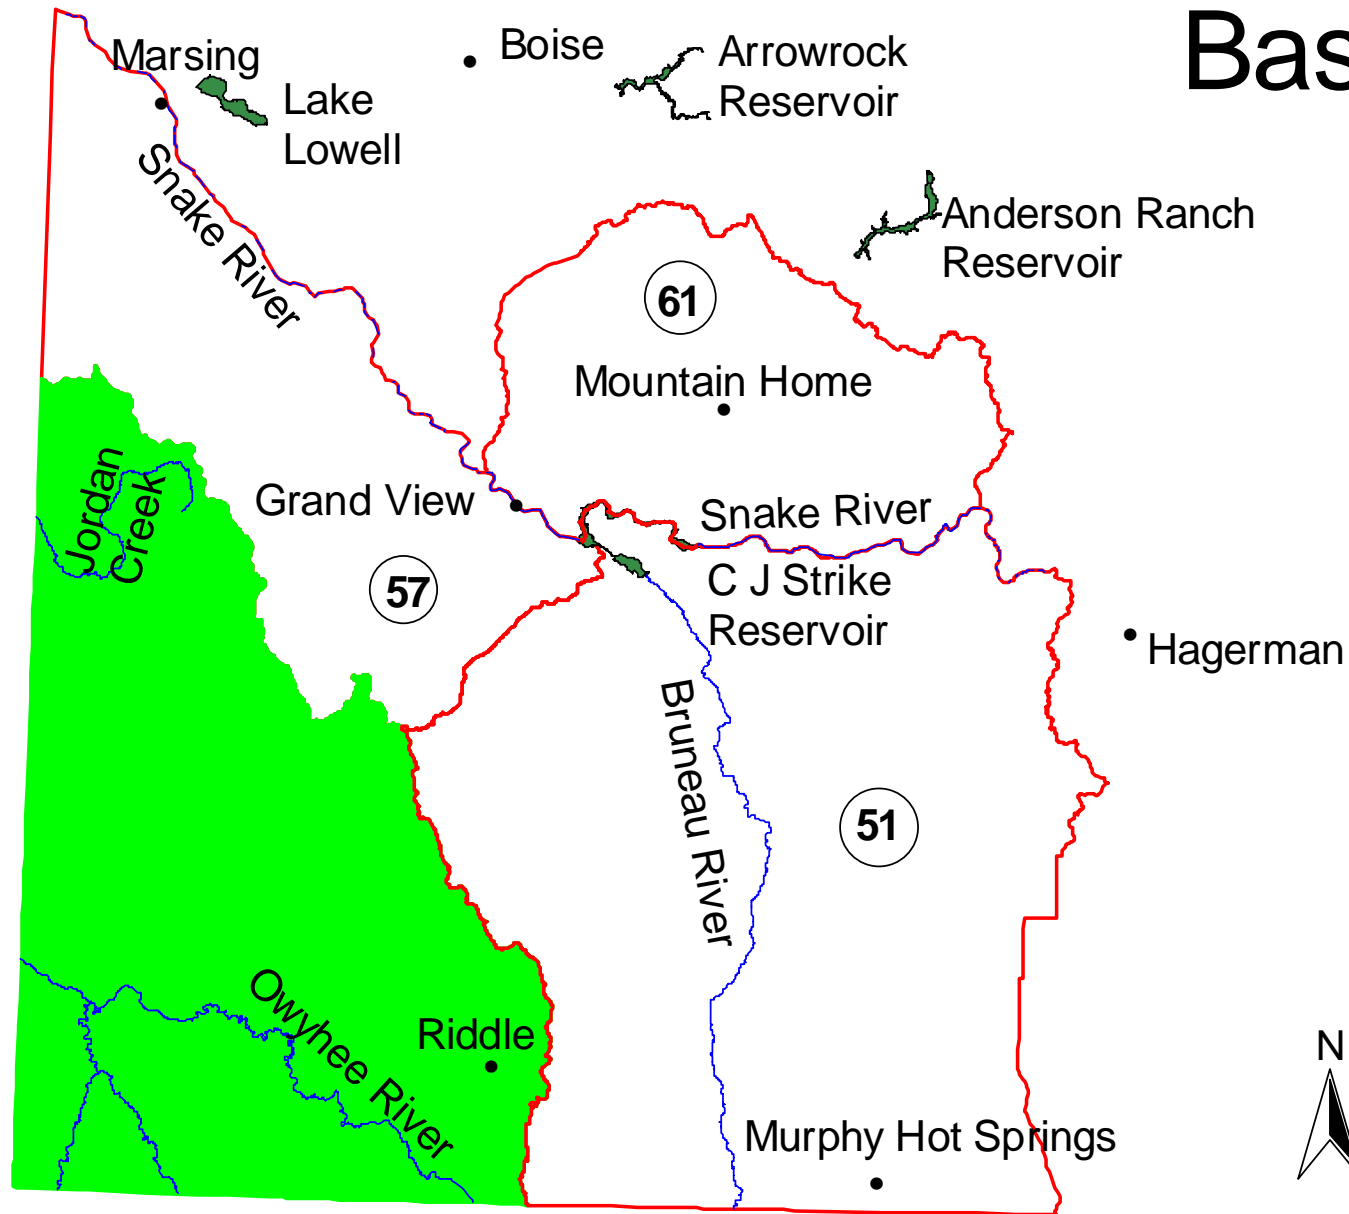 Bas
Marsing
Boise
Arrowrock
Reservoir
Lake
Lowell
Snake River
Anderson Ranch
Reservoir
61
Mountain Home
Jordan
Creek
Grand View
Snake River
57
C J Strike
Reservoir
Hagerman
Bruneau River
51
Owyhee River
Riddle
N
Murphy Hot Springs